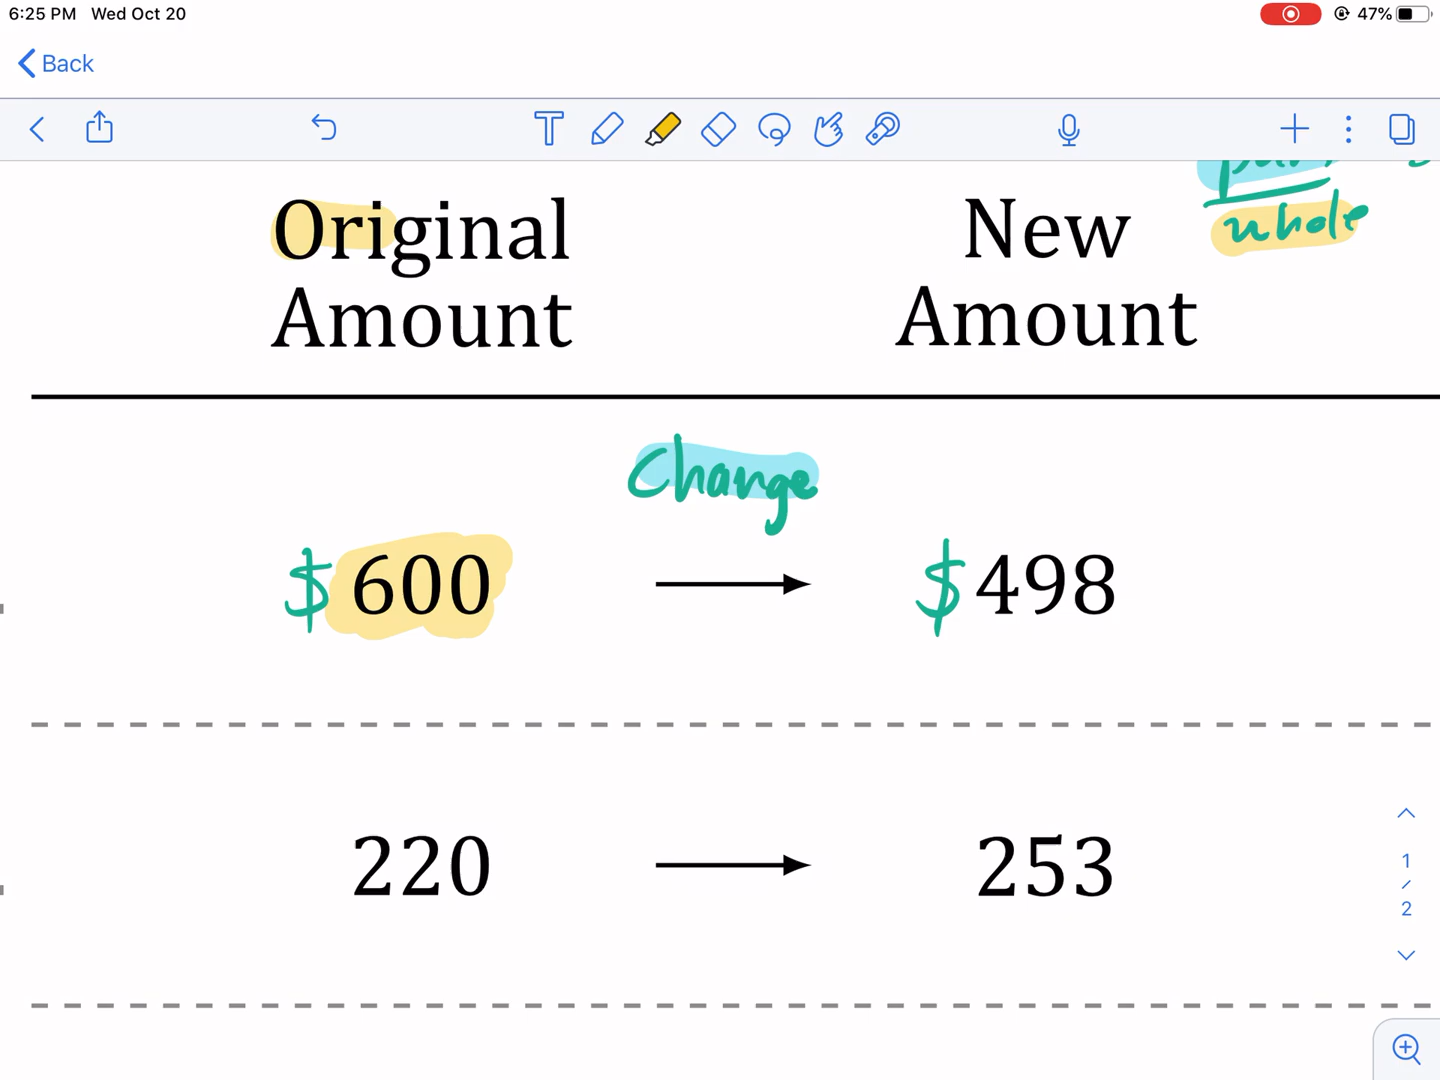 6:25 PM Wed Oct 20
47%
Back
Original
Amount
New
Amount
whole
Change
$600
$498
220
253
1
/
2